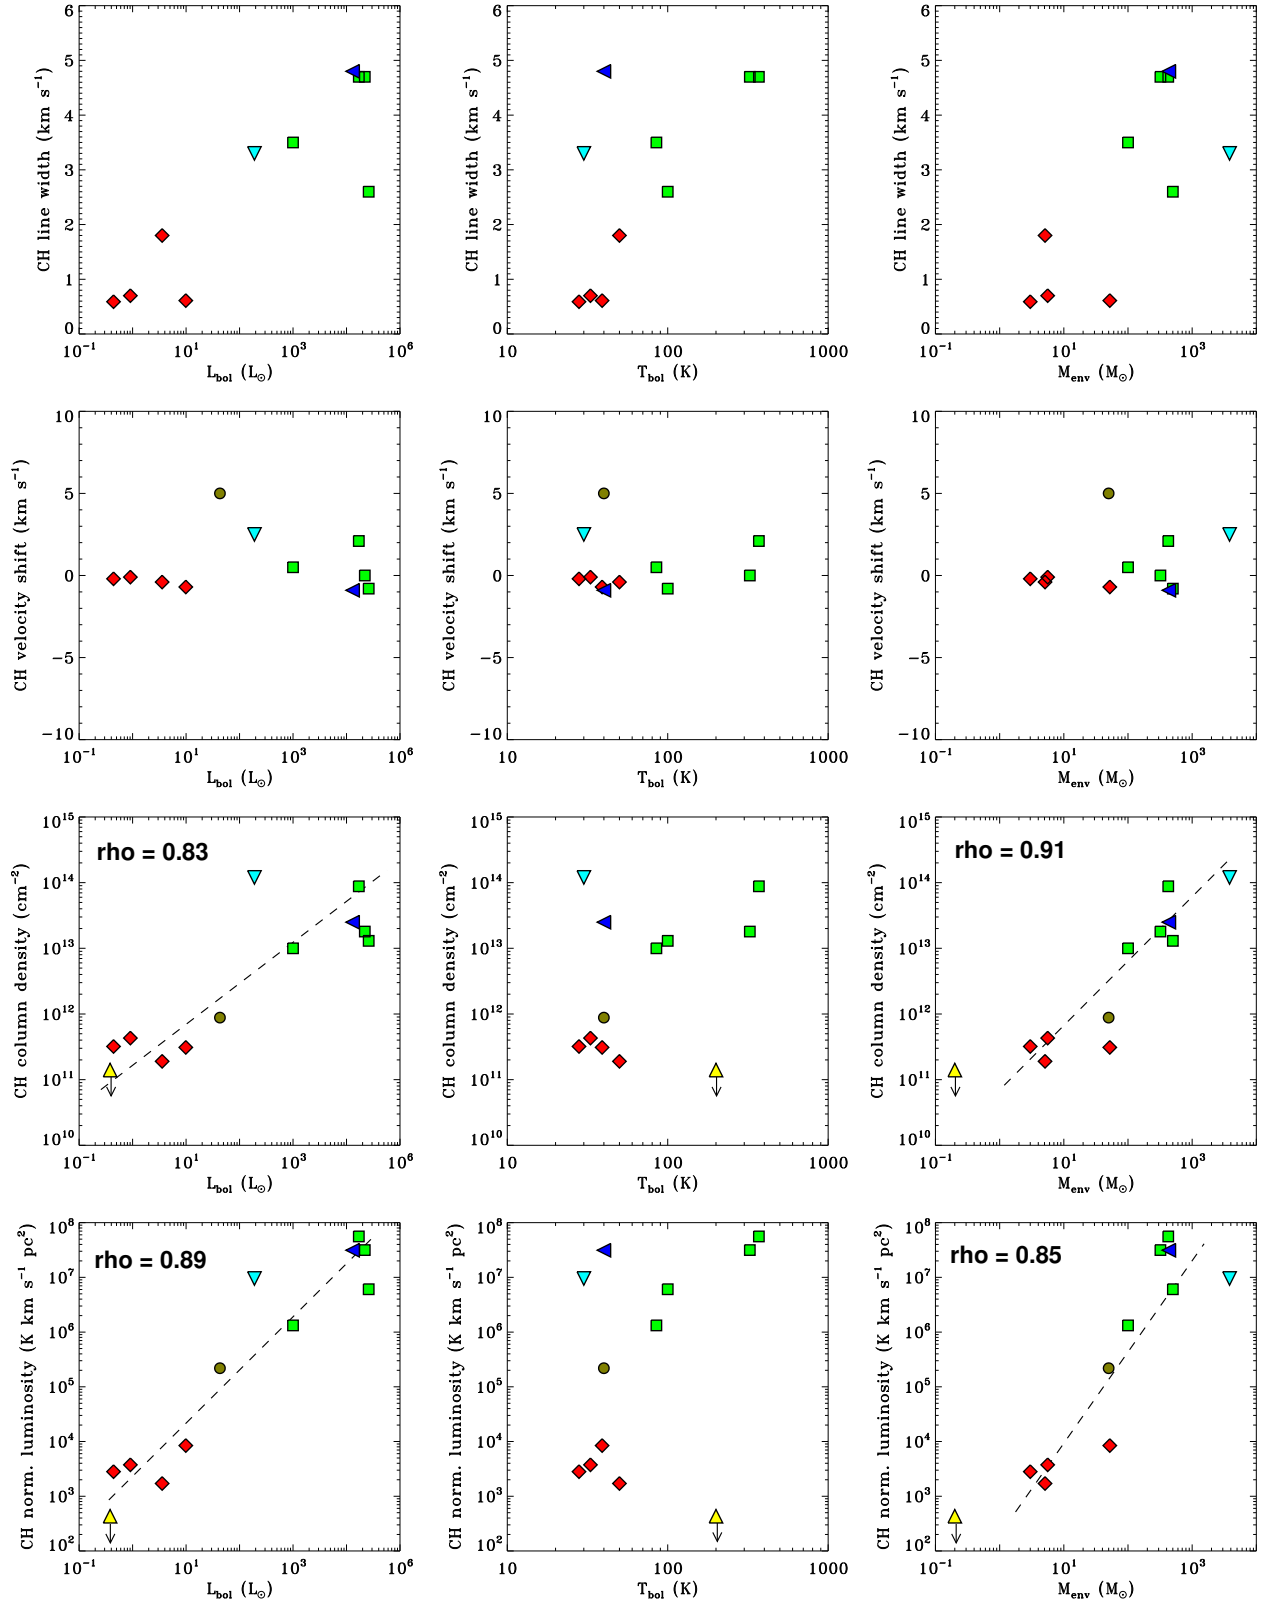 6
5
4
3
2
1
0
CH line width (km s⁻¹)
10⁻¹ 10¹ 10³ 10⁶
L_bol (L_⊙)
6
5
4
3
2
1
0
CH line width (km s⁻¹)
10 100 1000
T_bol (K)
6
5
4
3
2
1
0
CH line width (km s⁻¹)
10⁻¹ 10¹ 10³
M_env (M_⊙)
10
5
0
−5
−10
CH velocity shift (km s⁻¹)
10⁻¹ 10¹ 10³ 10⁶
L_bol (L_⊙)
10
5
0
−5
−10
CH velocity shift (km s⁻¹)
10 100 1000
T_bol (K)
10
5
0
−5
−10
CH velocity shift (km s⁻¹)
10⁻¹ 10¹ 10³
M_env (M_⊙)
rho = 0.83
10¹⁵
10¹⁴
10¹³
10¹²
10¹¹
10¹⁰
CH column density (cm⁻²)
10⁻¹ 10¹ 10³ 10⁶
L_bol (L_⊙)
10¹⁵
10¹⁴
10¹³
10¹²
10¹¹
10¹⁰
CH column density (cm⁻²)
10 100 1000
T_bol (K)
rho = 0.91
10¹⁵
10¹⁴
10¹³
10¹²
10¹¹
10¹⁰
CH column density (cm⁻²)
10⁻¹ 10¹ 10³
M_env (M_⊙)
rho = 0.89
10⁸
10⁷
10⁶
10⁵
10⁴
10³
10²
CH norm. luminosity (K km s⁻¹ pc²)
10⁻¹ 10¹ 10³ 10⁶
L_bol (L_⊙)
10⁸
10⁷
10⁶
10⁵
10⁴
10³
10²
CH norm. luminosity (K km s⁻¹ pc²)
10 100 1000
T_bol (K)
rho = 0.85
10⁸
10⁷
10⁶
10⁵
10⁴
10³
10²
CH norm. luminosity (K km s⁻¹ pc²)
10⁻¹ 10¹ 10³
M_env (M_⊙)